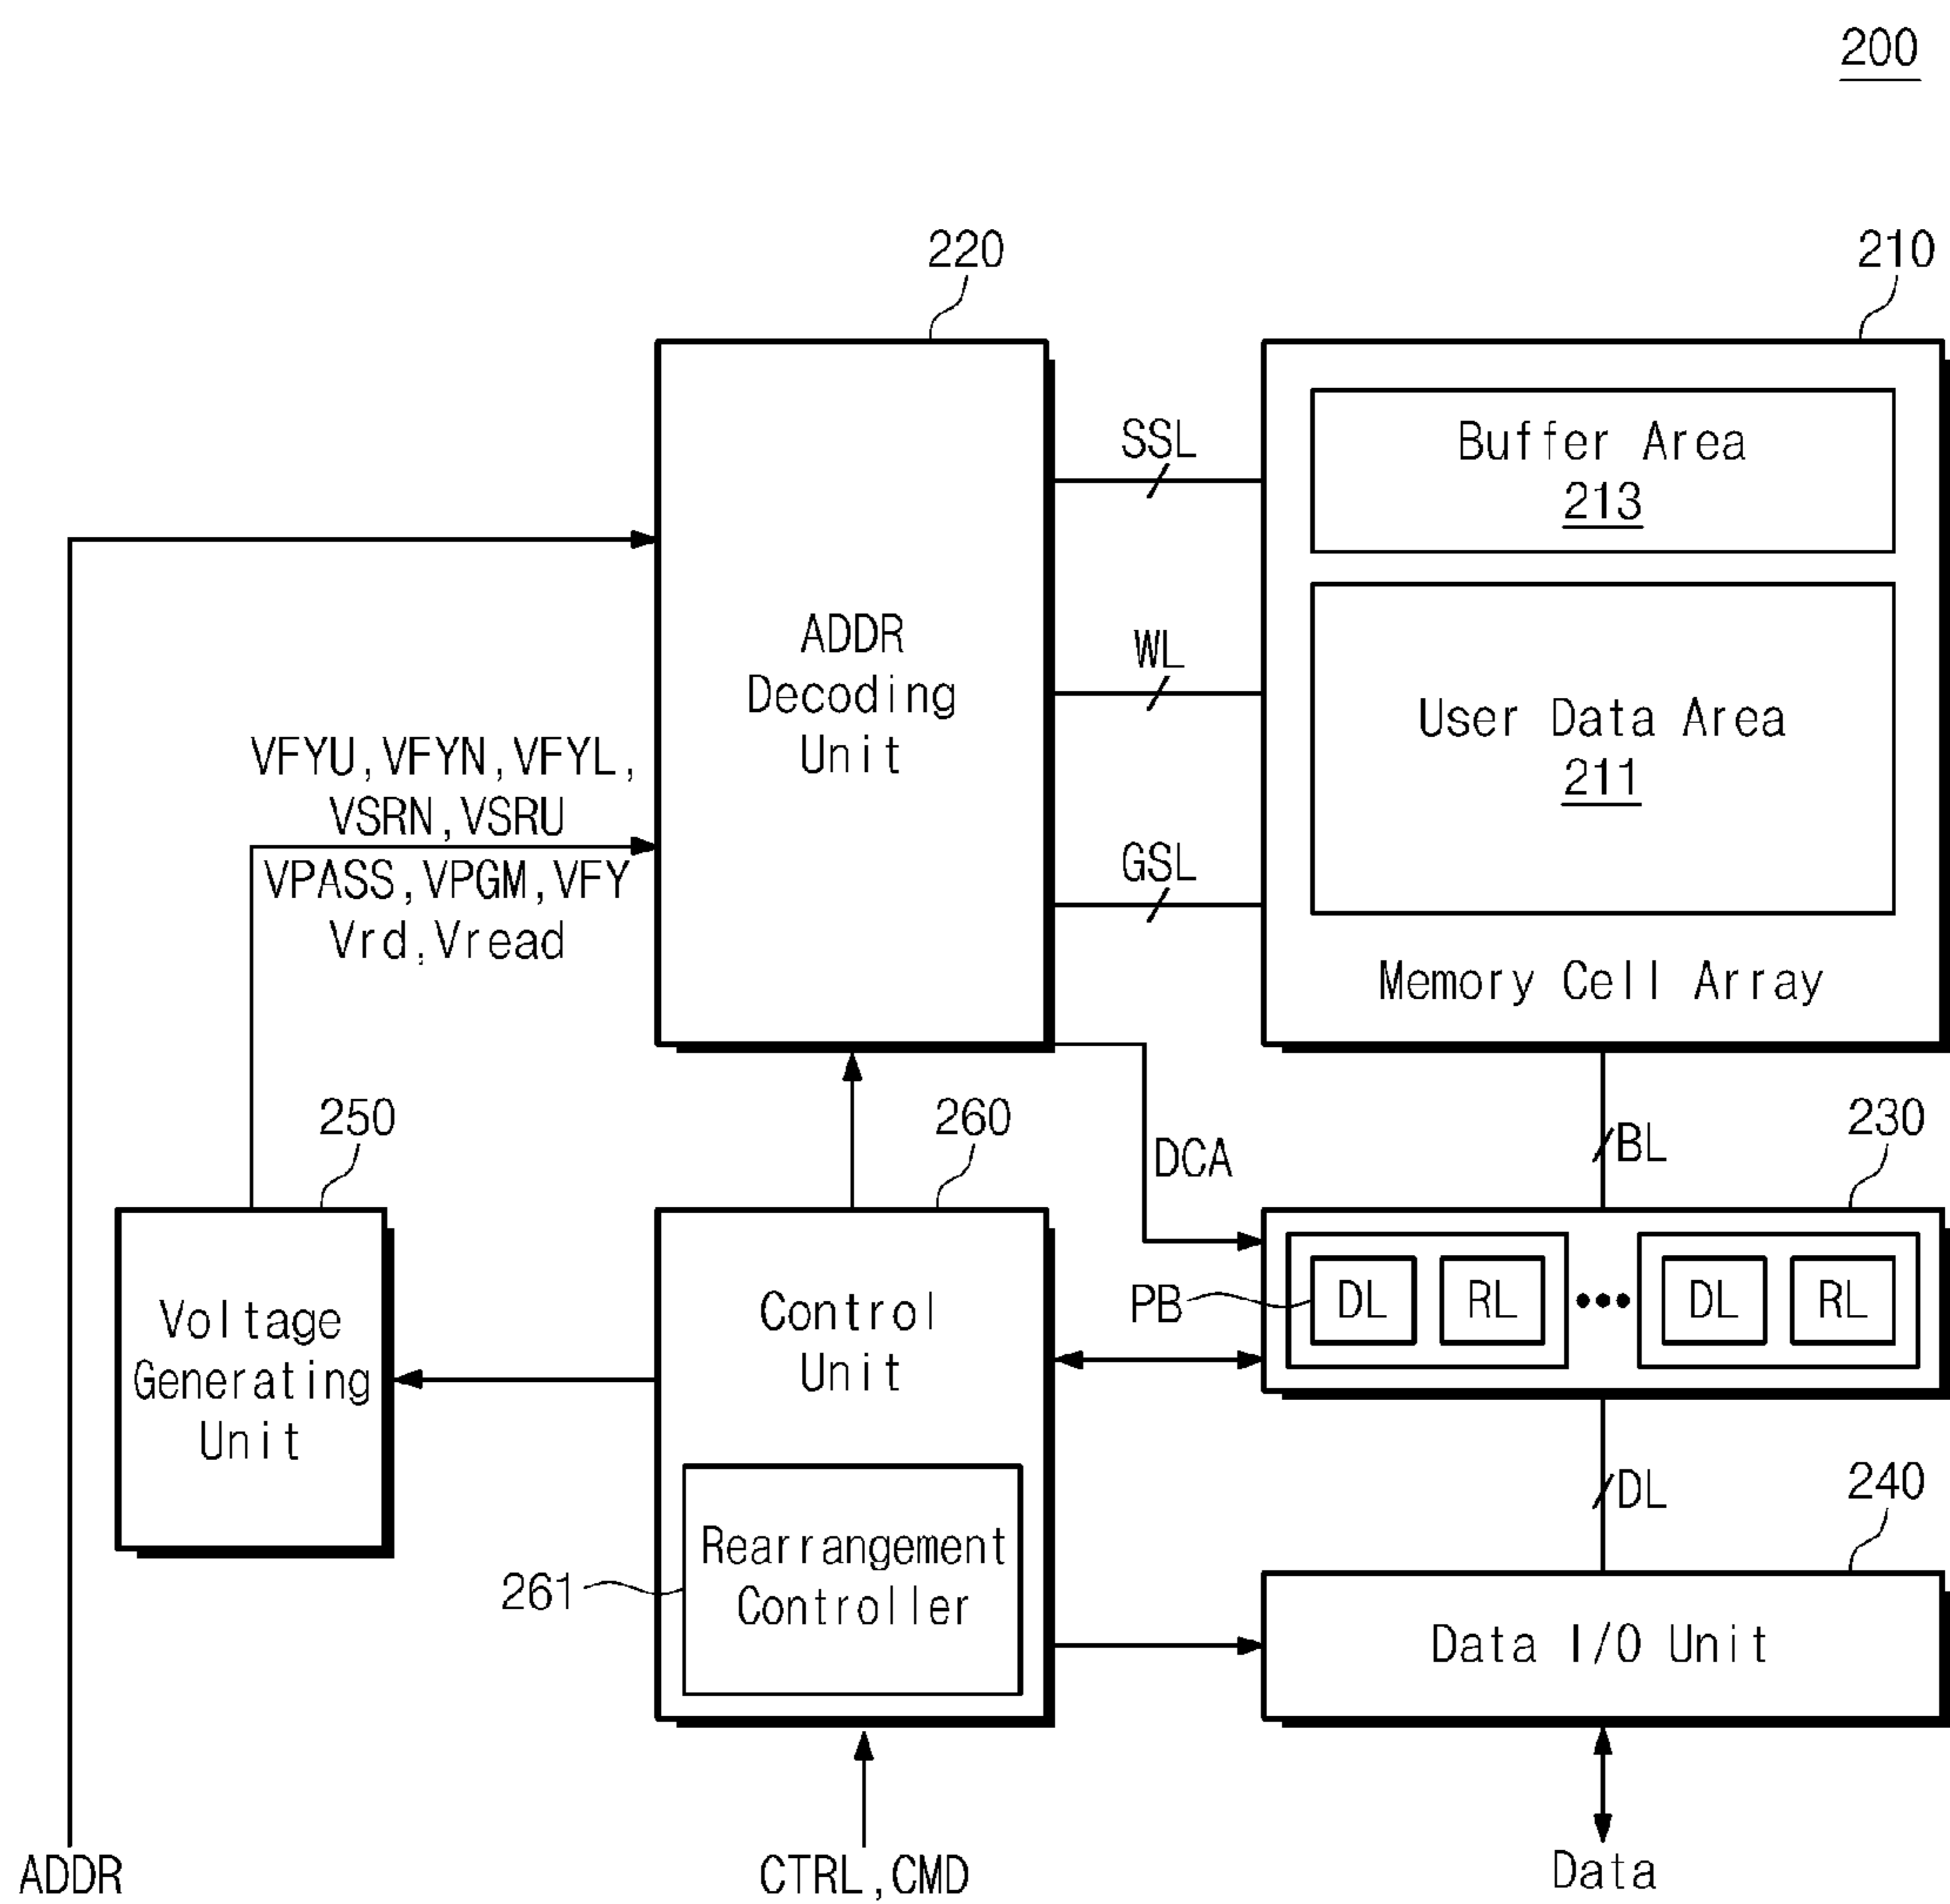 200
220
210
SSL
Buffer Area
213
ADDR
Decoding
Unit
WL
User Data Area
211
VFYU,VFYN,VFYL,
VSRN,VSRU
VPASS,VPGM,VFY
Vrd,Vread
GSL
Memory Cell Array
250
260
DCA
BL
230
Voltage
Generating
Unit
Control
Unit
PB
DL RL ••• DL RL
261
Rearrangement
Controller
DL
240
Data I/O Unit
ADDR
CTRL,CMD
Data